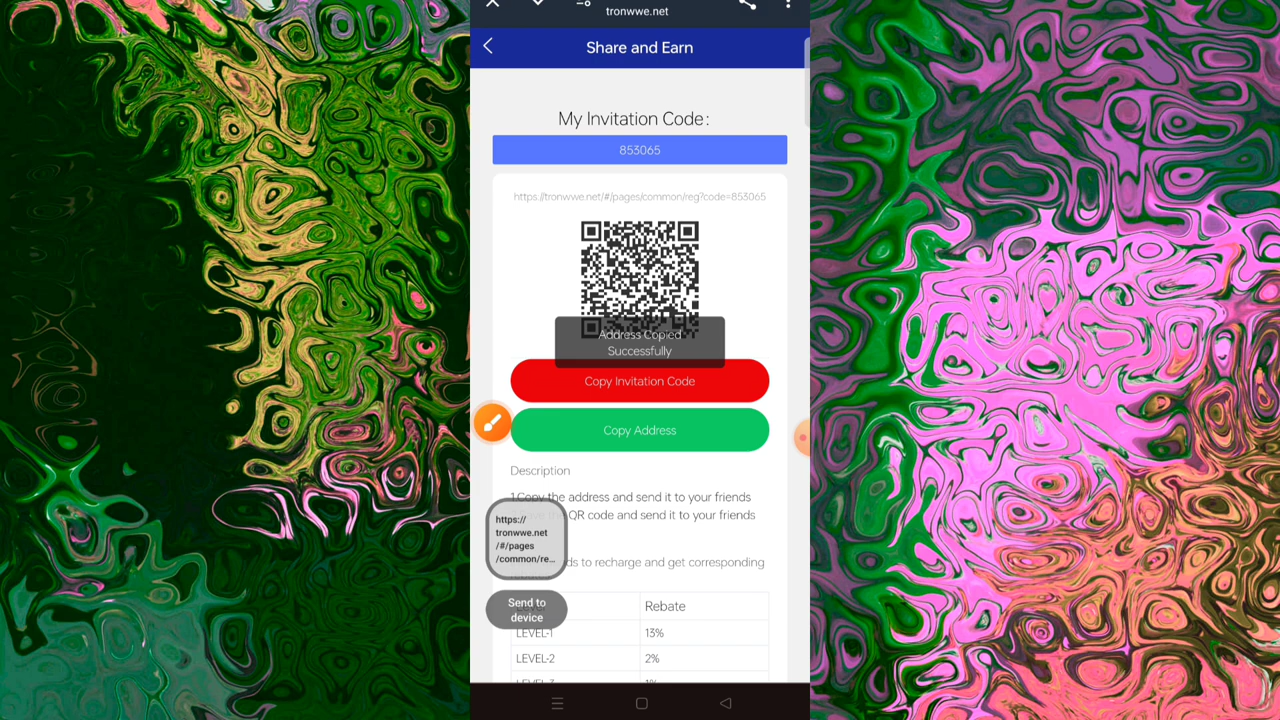 tronwwe.net
Share and Earn
My Invitation Code:
853065
https://tronwwe.net/#/pages/common/reg?code=853065
Address Copied
Successfully
Copy Invitation Code
Copy Address
Description
1.Copy the address and send it to your friends
QR code and send it to your friends
https://
tronwwe.net
/#/pages
/common/re...
to recharge and get corresponding
Send to
device
Rebate
LEVEL-1 13%
LEVEL-2 2%